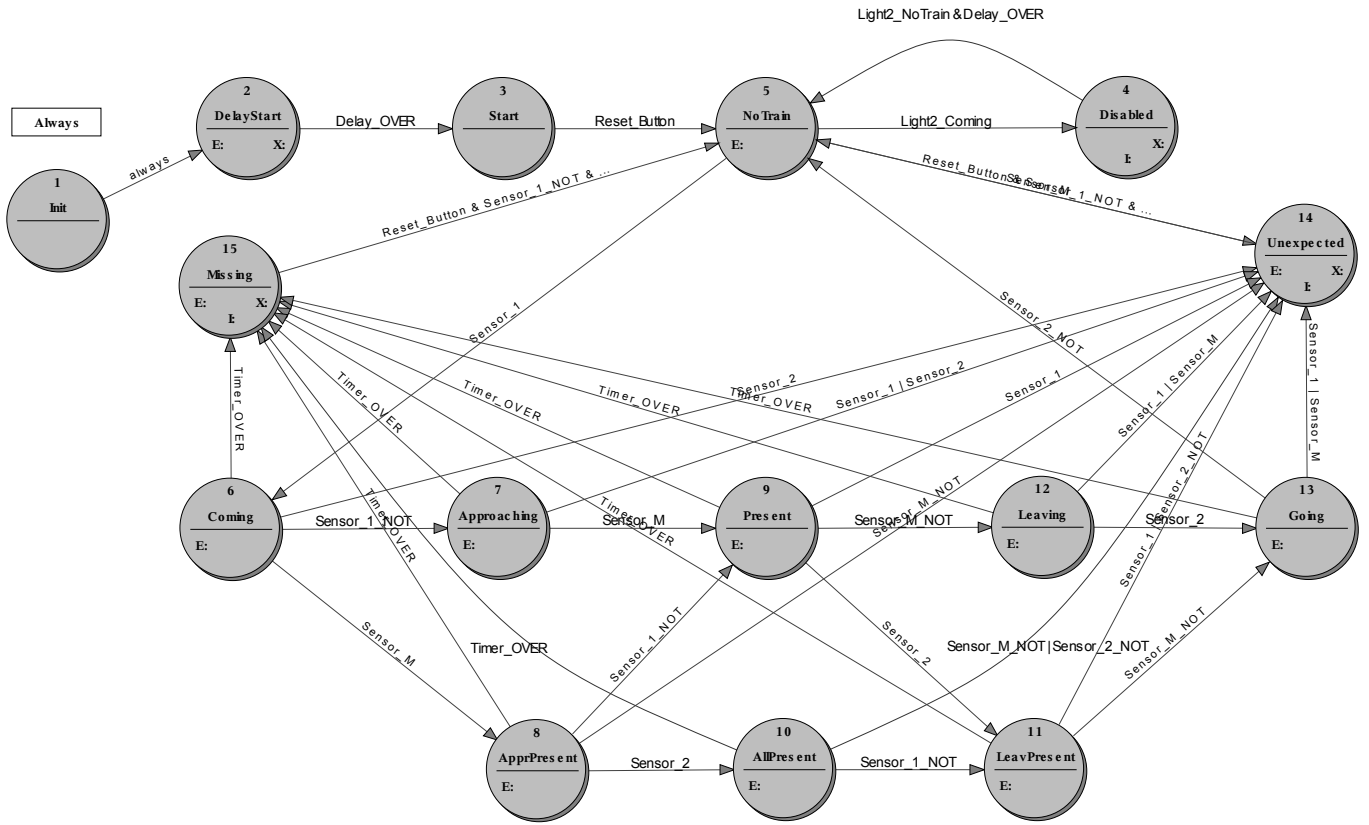 Light2_NoTrain & Delay_OVER
Always
1
Init
always
2
DelayStart
E: X:
Delay_OVER
3
Start
Reset_Button
5
NoTrain
E:
Light2_Coming
4
Disabled
X:
I:
Reset_Button & Sensor_1_NOT & ...
Reset_Button & Sensor_1_NOT & ...
Sensor_M
14
Unexpected
E: X:
I:
15
Missing
E: X:
I:
Sensor_1
Sensor_2_NOT
Timer_OVER
Timer_OVER
Timer_OVER
Timer_OVER
Sensor_2
Timer_OVER
Sensor_1 | Sensor_2
Sensor_1
Sensor_1 | Sensor_M
Sensor_1 | Sensor_M
6
Coming
E:
Sensor_1_NOT
7
Approaching
E:
Sensor_M
9
Present
E:
Sensor_M_NOT
12
Leaving
E:
Sensor_2
13
Going
E:
Timer_OVER
Timer_OVER
Sensor_M_NOT
Sensor_1 | Sensor_2_NOT
Sensor_M
Timer_OVER
Sensor_1_NOT
Sensor_2
Sensor_M_NOT | Sensor_2_NOT
Sensor_M_NOT
8
ApprPresent
E:
Sensor_2
10
AllPresent
E:
Sensor_1_NOT
11
LeavPresent
E: